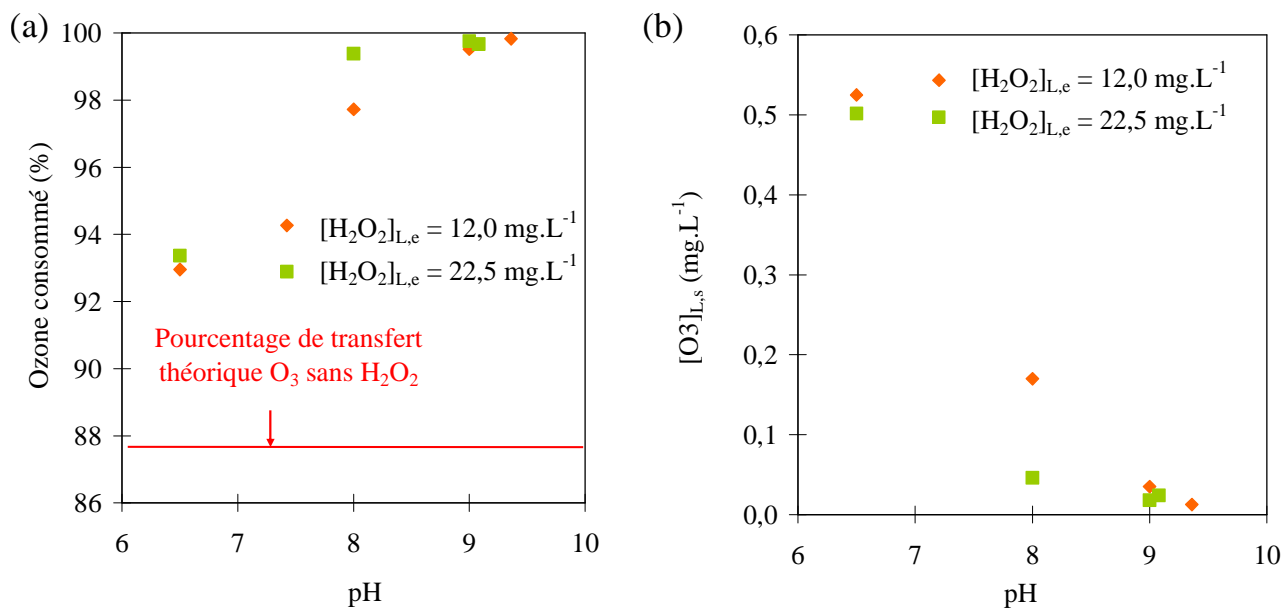 (a)
Ozone consommé (%)
100
98
96
94
92
90
88
86
[H₂O₂]L,e = 12,0 mg.L⁻¹
[H₂O₂]L,e = 22,5 mg.L⁻¹
Pourcentage de transfert
théorique O₃ sans H₂O₂
6 7 8 9 10
pH
(b)
[O3]L,s (mg.L⁻¹)
0,6
0,5
0,4
0,3
0,2
0,1
0,0
[H₂O₂]L,e = 12,0 mg.L⁻¹
[H₂O₂]L,e = 22,5 mg.L⁻¹
6 7 8 9 10
pH